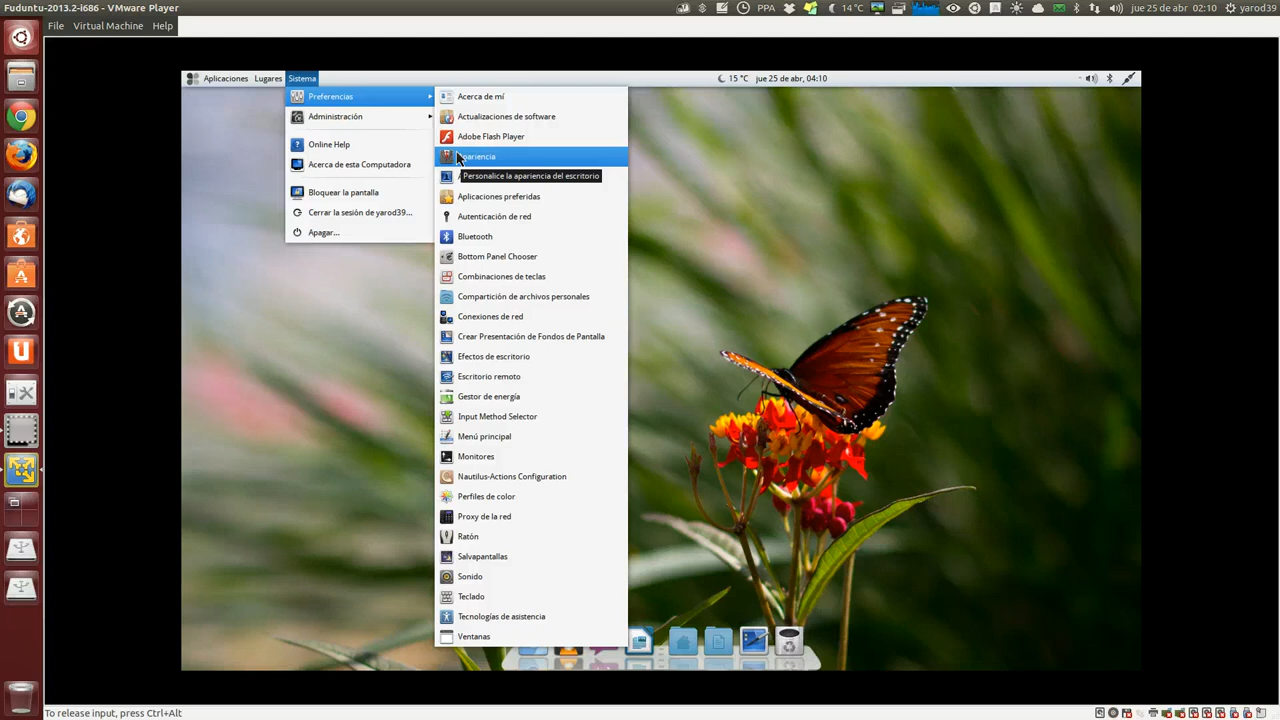 Fuduntu-2013.2-i686 - VMware Player
PPA
14 °C
jue 25 de abr, 02:10
yarod39
File Virtual Machine Help
Aplicaciones Lugares Sistema
15 °C jue 25 de abr, 04:10
Preferencias
Administración
Online Help
Acerca de esta Computadora
Bloquear la pantalla
Cerrar la sesión de yarod39...
Apagar...
Acerca de mí
Actualizaciones de software
Adobe Flash Player
pariencia
Personalice la apariencia del escritorio
Aplicaciones preferidas
Autenticación de red
Bluetooth
Bottom Panel Chooser
Combinaciones de teclas
Compartición de archivos personales
Conexiones de red
Crear Presentación de Fondos de Pantalla
Efectos de escritorio
Escritorio remoto
Gestor de energía
Input Method Selector
Menú principal
Monitores
Nautilus-Actions Configuration
Perfiles de color
Proxy de la red
Ratón
Salvapantallas
Sonido
Teclado
Tecnologías de asistencia
Ventanas
To release input, press Ctrl+Alt